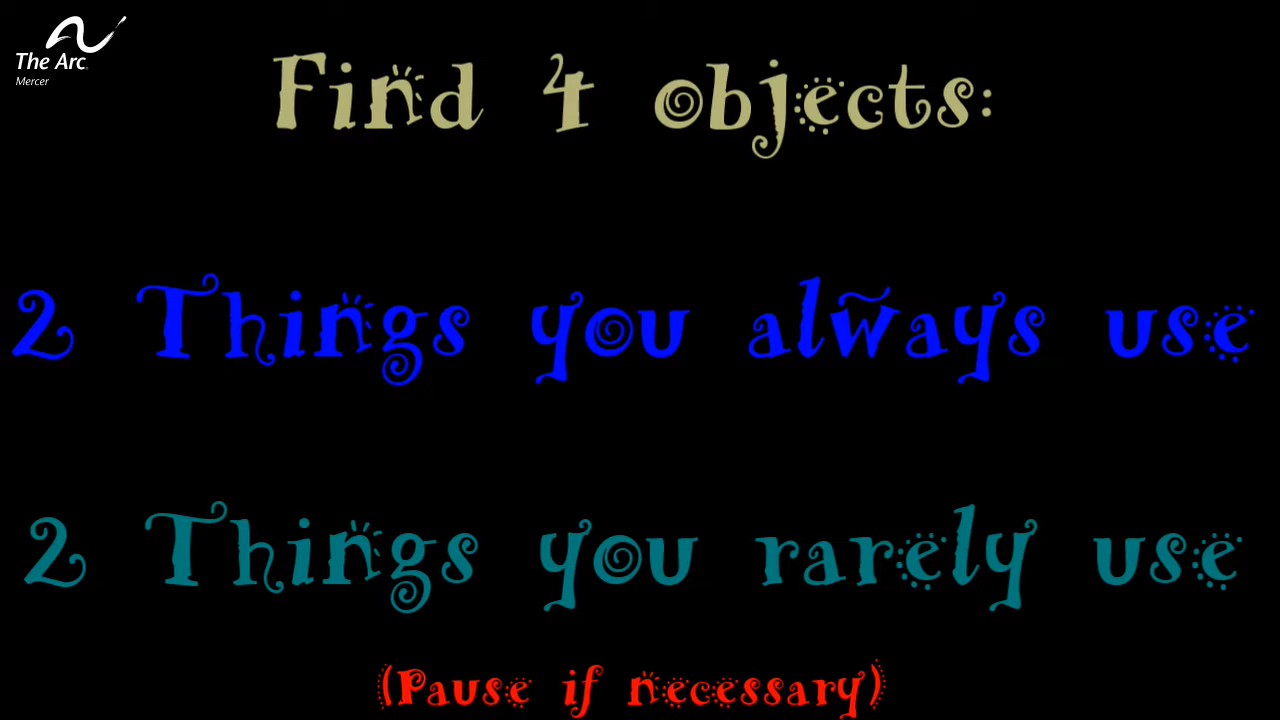 The Arc
Mercer
Find 4 objects:
2 Things you always use
2 Things you rarely use
(Pause if necessary)